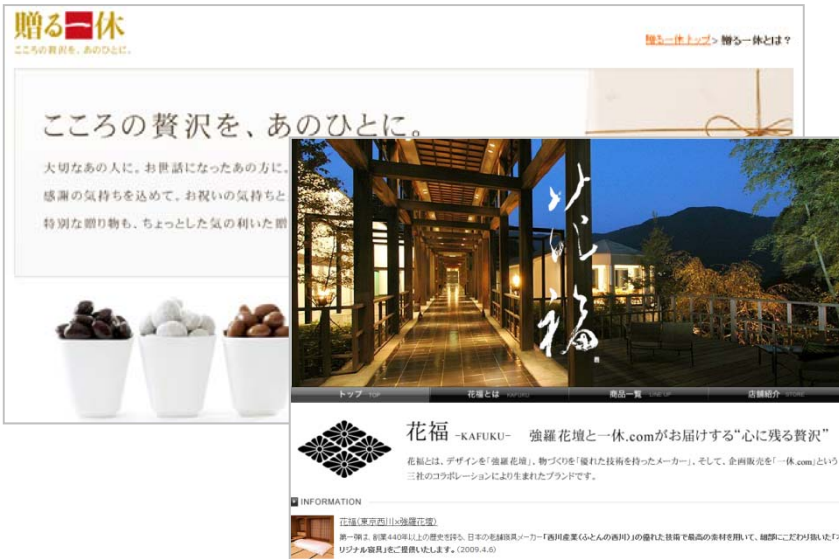 贈る一休
こころの贅沢を、あのひとに。
贈る一休トップ> 贈る一休とは？
こころの贅沢を、あのひとに。
大切なあの人に。お世話になったあの方に。
感謝の気持ちを込めて。お祝いの気持ちと
特別な贈り物も、ちょっとした気の利いた贈
花福
トップ TOP
花福とは KAFUKU
商品一覧 LINE UP
店舗紹介 STORE
花福 -KAFUKU- 強羅花壇と一休.comがお届けする“心に残る贅沢”
花福とは、デザインを「強羅花壇」、物づくりを「優れた技術を持ったメーカー」、そして、企画販売を「一休.com」という
三社のコラボレーションにより生まれたブランドです。
INFORMATION
花福(東京西川×強羅花壇)
第一弾は、創業440年以上の歴史を誇る、日本の老舗寝具メーカー「西川産業(ふとんの西川)」の優れた技術で最高の素材を用いて、細部にこだわり抜いた
リジナル寝具」をご提供いたします。(2009.4.6)